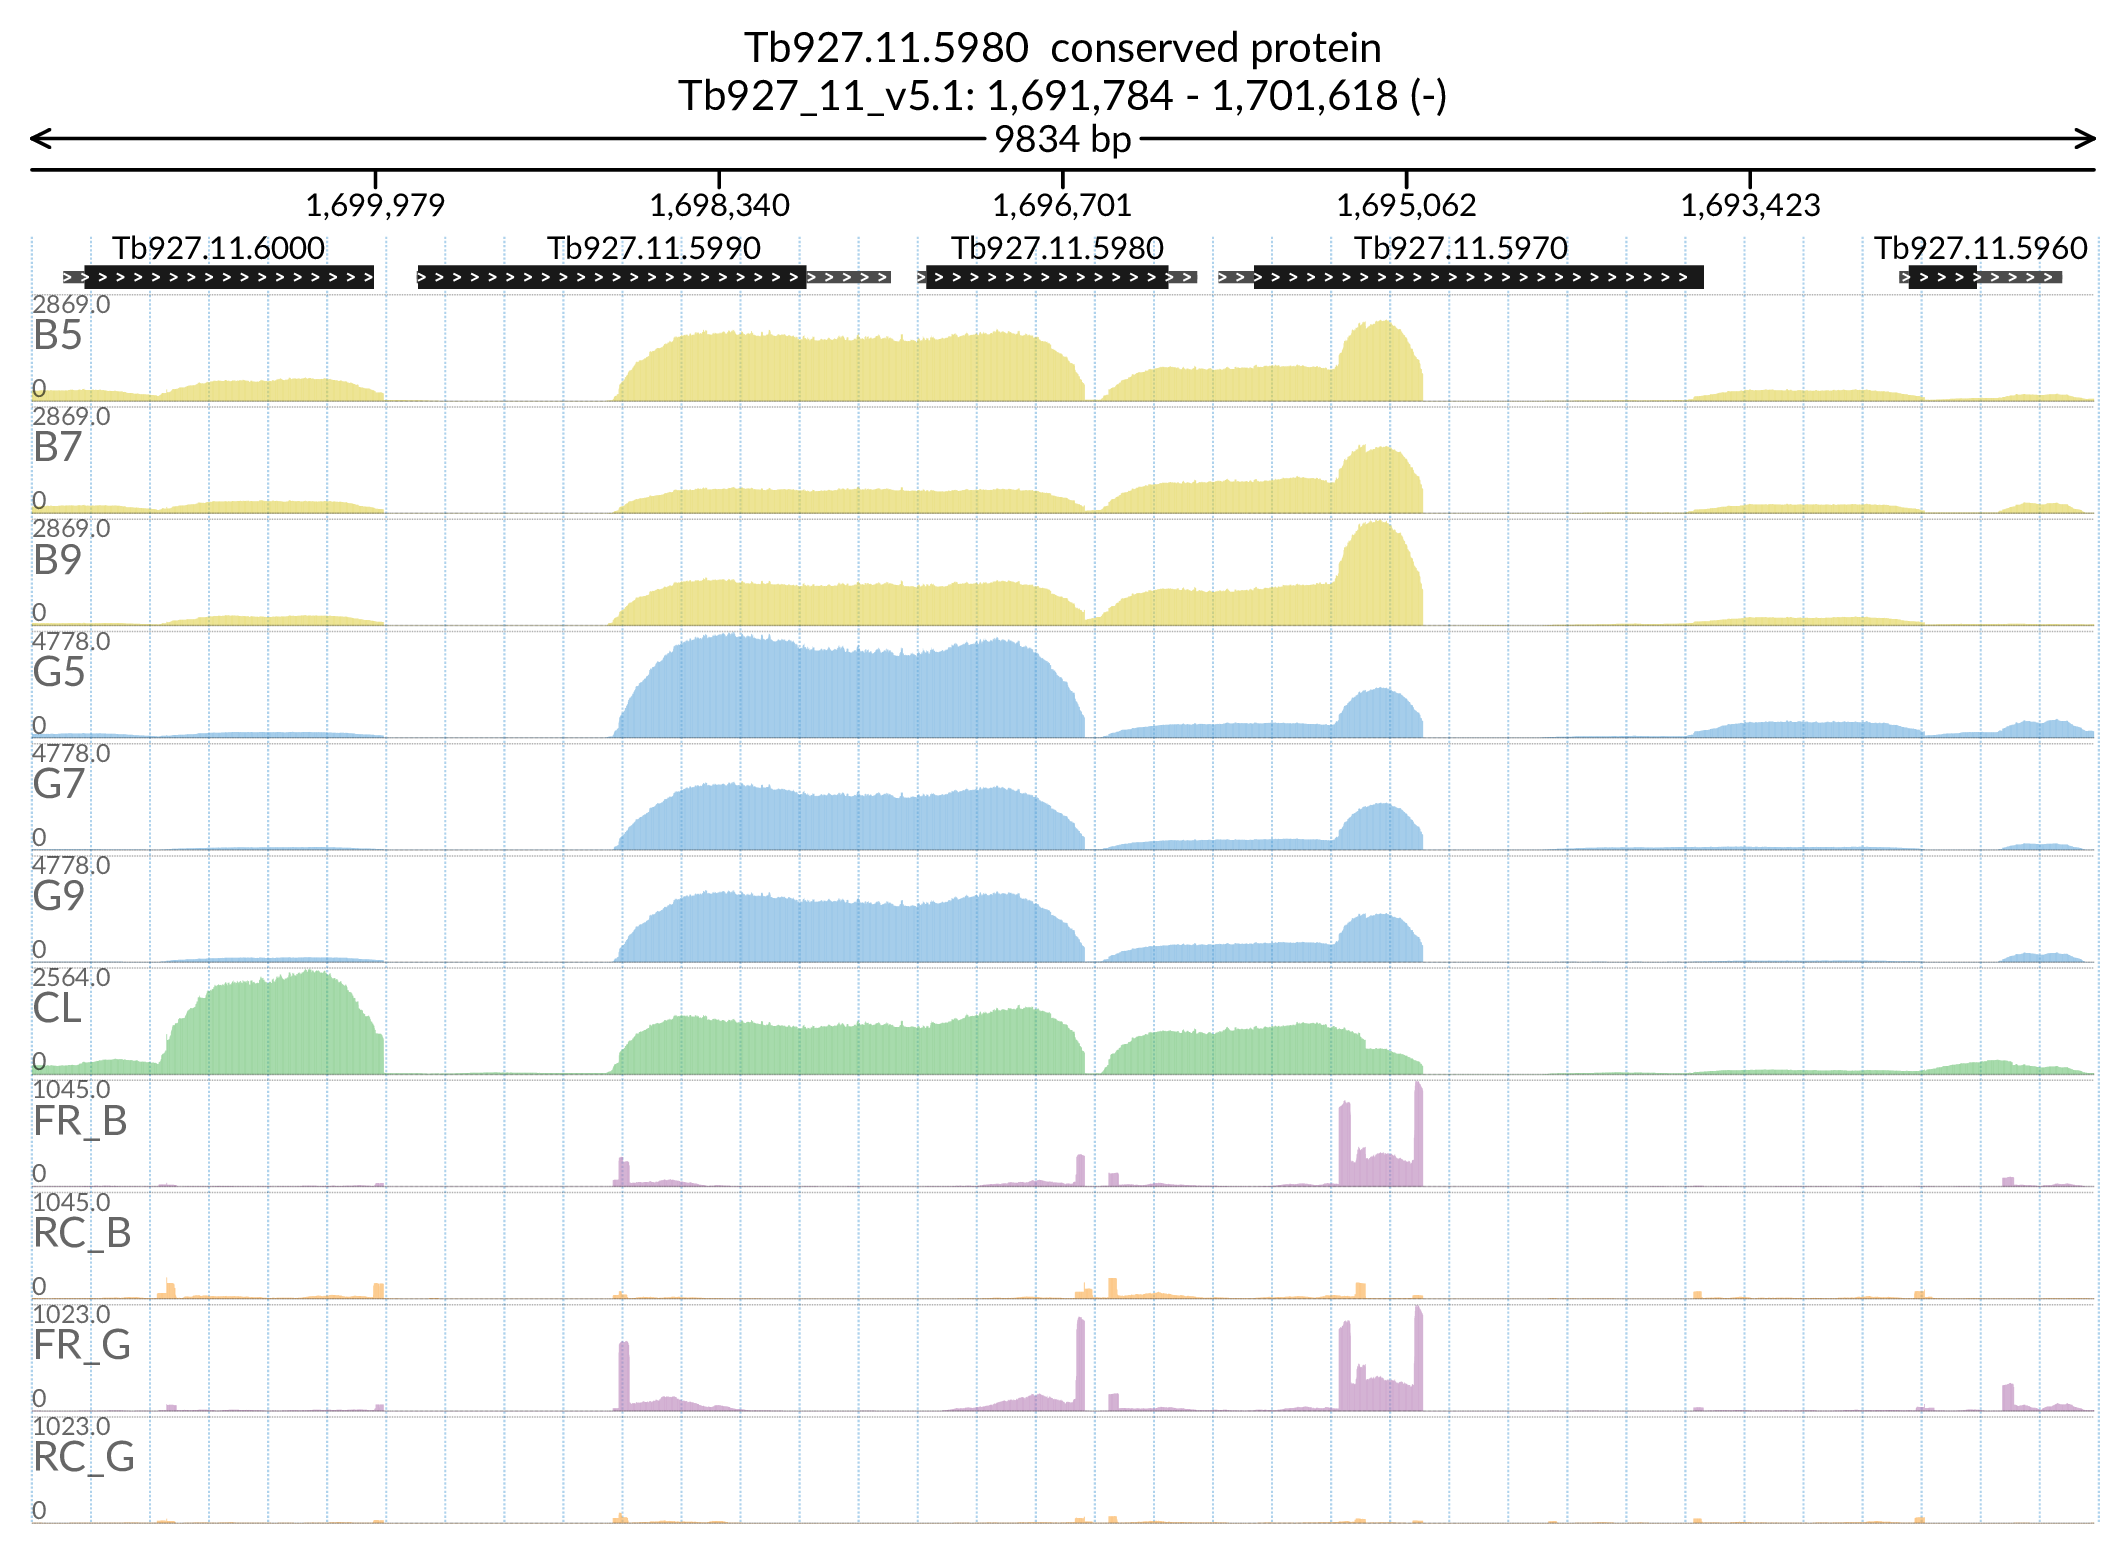 Tb927.11.5980  conserved protein
Tb927_11_v5.1: 1,691,784 - 1,701,618 (-)
9834 bp
1,699,979 1,698,340 1,696,701 1,695,062 1,693,423
Tb927.11.6000 Tb927.11.5990 Tb927.11.5980 Tb927.11.5970 Tb927.11.5960
2869.0
B5
0
2869.0
B7
0
2869.0
B9
0
4778.0
G5
0
4778.0
G7
0
4778.0
G9
0
2564.0
CL
0
1045.0
FR_B
0
1045.0
RC_B
0
1023.0
FR_G
0
1023.0
RC_G
0